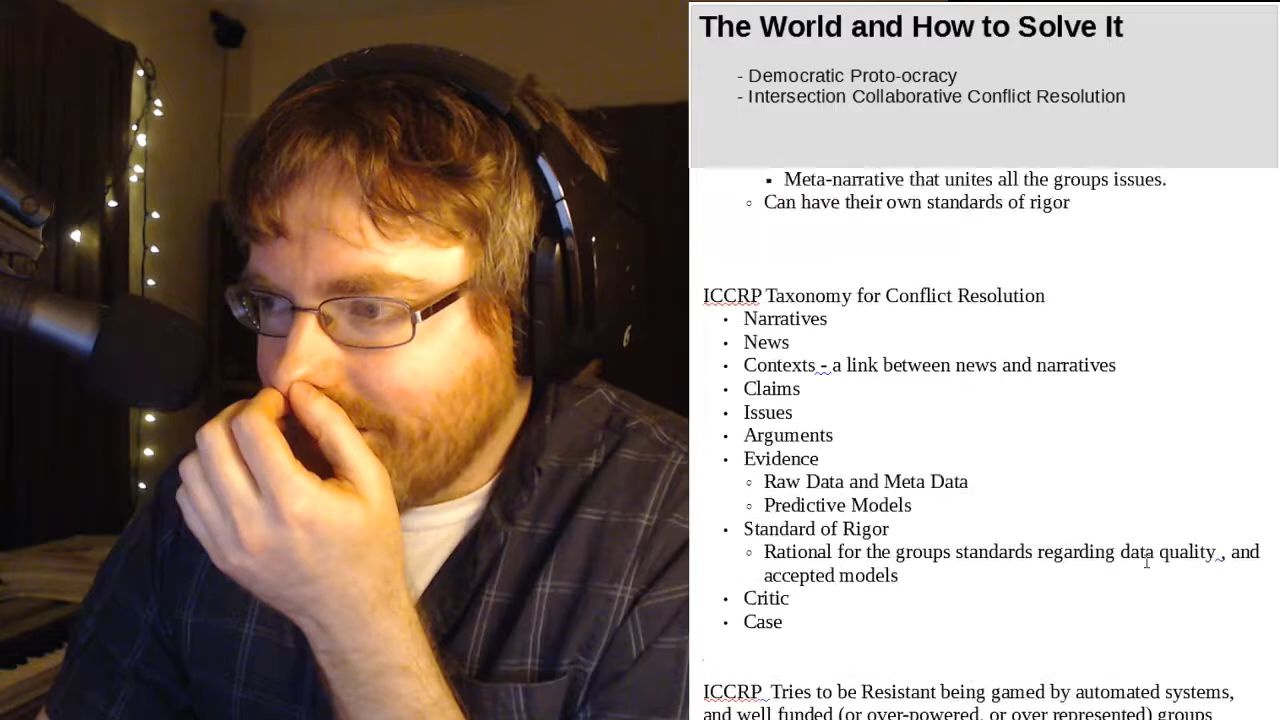 The World and How to Solve It
- Democratic Proto-ocracy
- Intersection Collaborative Conflict Resolution
▪ Meta-narrative that unites all the groups issues.
◦ Can have their own standards of rigor
ICCRP Taxonomy for Conflict Resolution
• Narratives
• News
• Contexts - a link between news and narratives
• Claims
• Issues
• Arguments
• Evidence
◦ Raw Data and Meta Data
◦ Predictive Models
• Standard of Rigor
◦ Rational for the groups standards regarding data quality , and
accepted models
• Critic
• Case
ICCRP Tries to be Resistant being gamed by automated systems,
and well funded (or over-powered, or over represented) groups